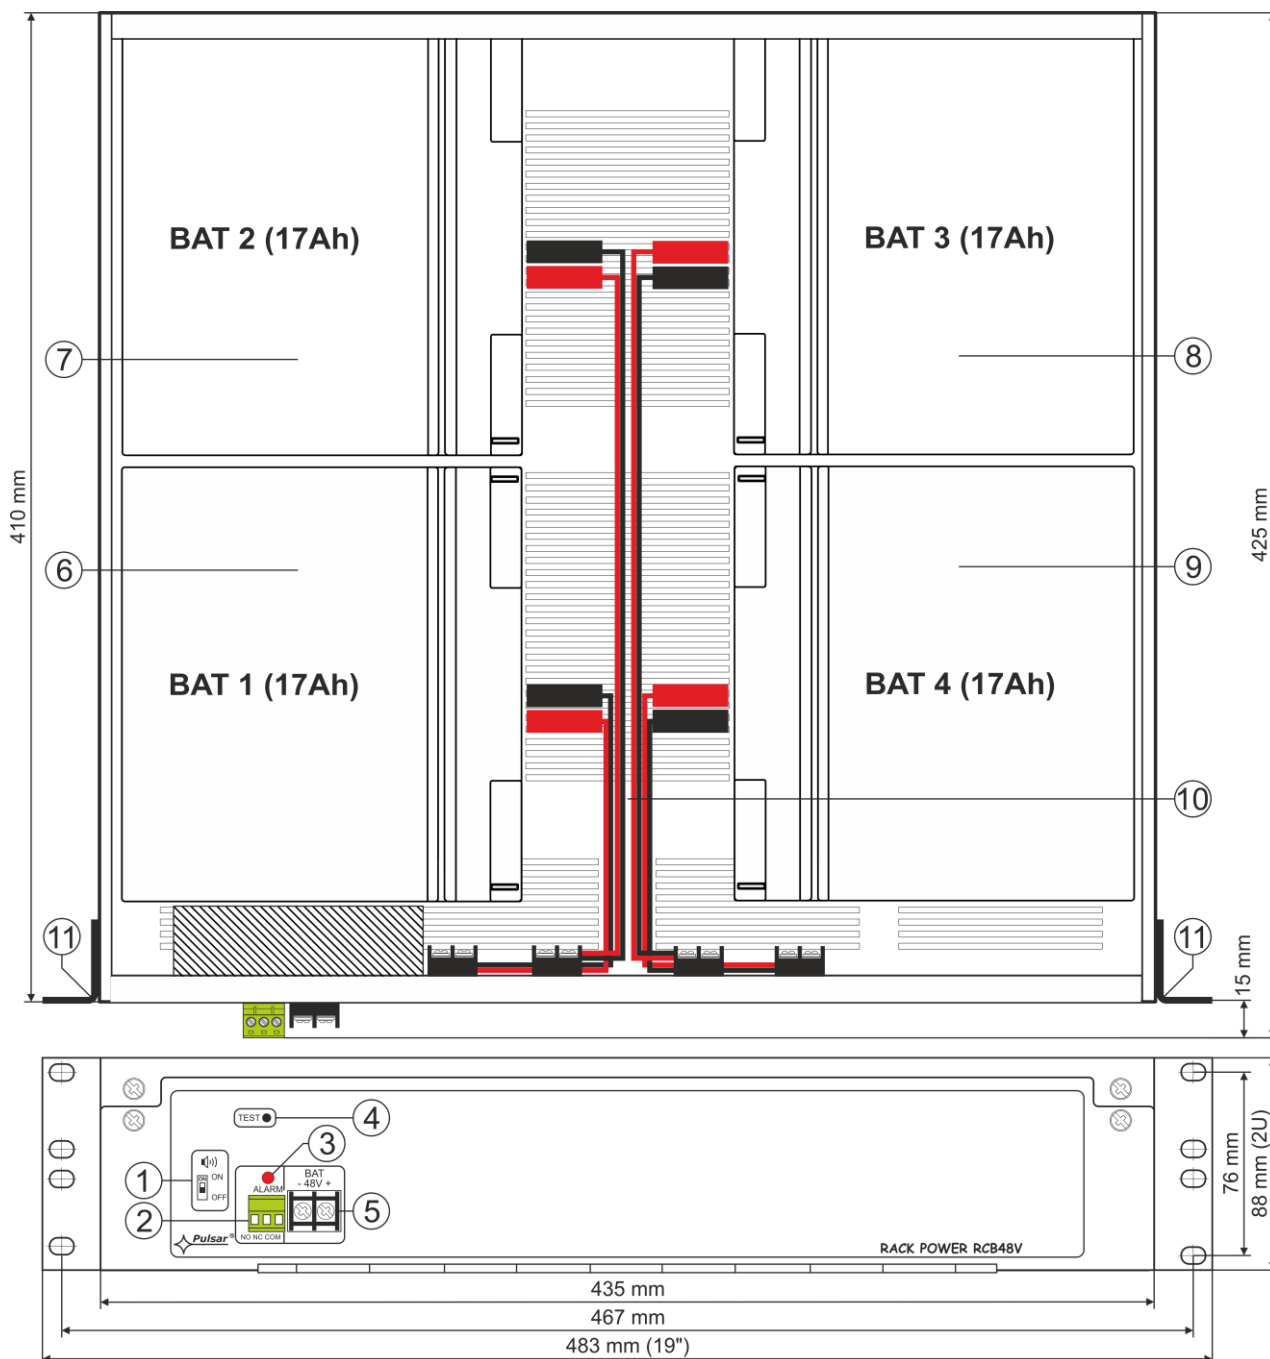 BAT 2 (17Ah)
BAT 3 (17Ah)
7
8
410 mm
425 mm
6
9
BAT 1 (17Ah)
BAT 4 (17Ah)
10
11
11
15 mm
TEST
4
3
1
ON
ON
OFF
BAT
- 48V +
ALARM
2
5
NO NC COM
Pulsar ®
RACK POWER RCB48V
76 mm
88 mm (2U)
435 mm
467 mm
483 mm (19")